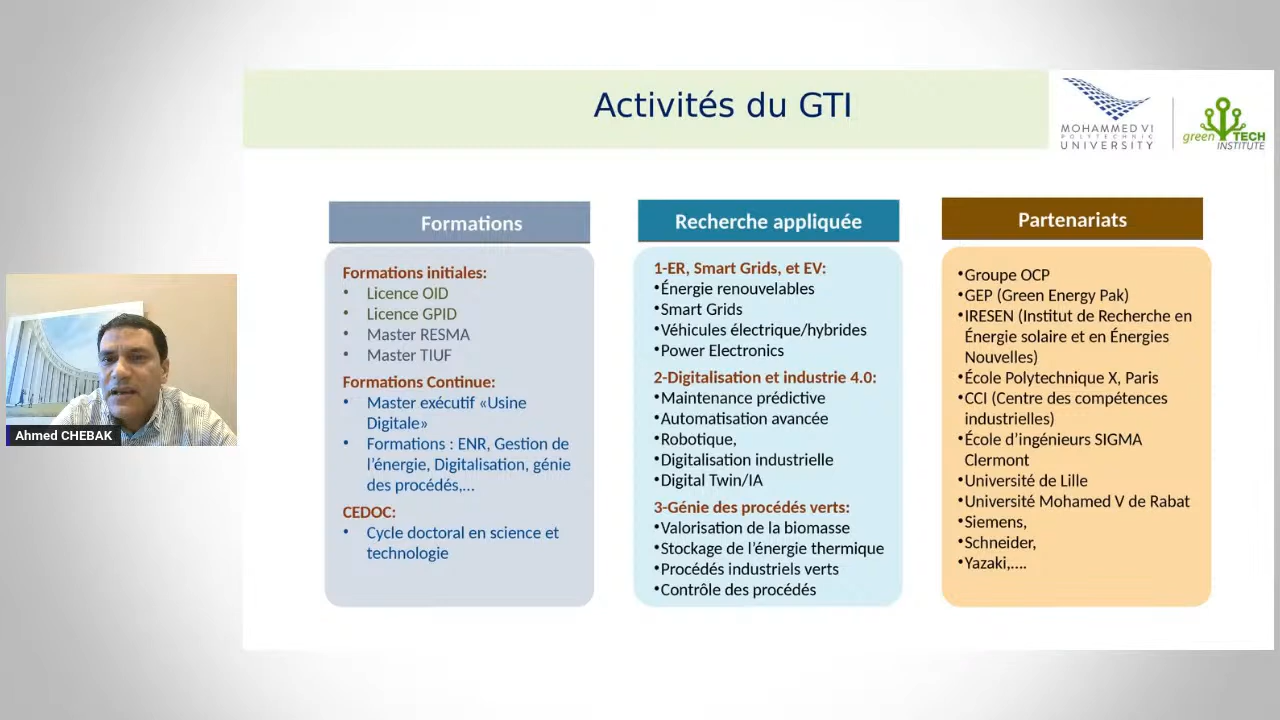 Activités du GTI
MOHAMMED VI
POLYTECHNIC
UNIVERSITY
green TECH
INSTITUTE
Formations
Formations initiales:
• Licence OID
• Licence GPID
• Master RESMA
• Master TIUF
Formations Continue:
• Master exécutif «Usine
Digitale»
• Formations : ENR, Gestion de
l’énergie, Digitalisation, génie
des procédés,...
CEDOC:
• Cycle doctoral en science et
technologie
Recherche appliquée
1-ER, Smart Grids, et EV:
•Énergie renouvelables
•Smart Grids
•Véhicules électrique/hybrides
•Power Electronics
2-Digitalisation et industrie 4.0:
•Maintenance prédictive
•Automatisation avancée
•Robotique,
•Digitalisation industrielle
•Digital Twin/IA
3-Génie des procédés verts:
•Valorisation de la biomasse
•Stockage de l’énergie thermique
•Procédés industriels verts
•Contrôle des procédés
Partenariats
•Groupe OCP
•GEP (Green Energy Pak)
•IRESEN (Institut de Recherche en
Énergie solaire et en Énergies
Nouvelles)
•École Polytechnique X, Paris
•CCI (Centre des compétences
industrielles)
•École d’ingénieurs SIGMA
Clermont
•Université de Lille
•Université Mohamed V de Rabat
•Siemens,
•Schneider,
•Yazaki,....
Ahmed CHEBAK